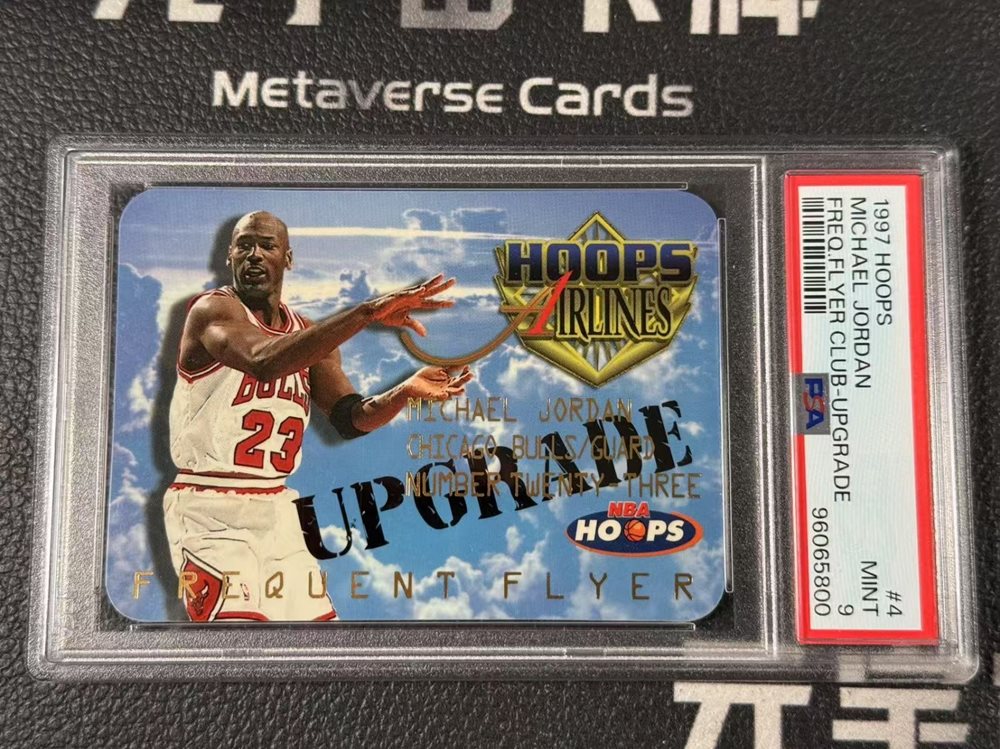 Metaverse Cards
HOOPS
AIRLINES
BULLS
23
MICHAEL JORDAN
CHICAGO BULLS/GUARD
NUMBER TWENTY THREE
UPGRADE
NBA
HOOPS
FREQUENT FLYER
1997 HOOPS
MICHAEL JORDAN
FREQ.FLYER CLUB-UPGRADE
#4
MINT
9
PSA
96065800